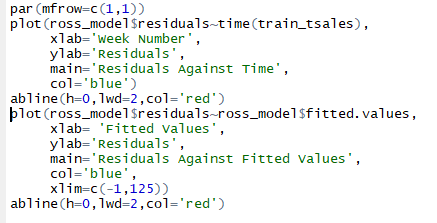 par(mfrow=c(1,1))
plot(ross_model$residuals~time(train_tsales),
xlab='Week Number',
ylab='Residuals',
main='Residuals Against Time',
col='blue')
abline(h=0,lwd=2,col='red')
plot(ross_model$residuals~ross_model$fitted.values,
xlab= 'Fitted Values',
ylab='Residuals',
main='Residuals Against Fitted Values',
col='blue',
xlim=c(-1,125))
abline(h=0,lwd=2,col='red')